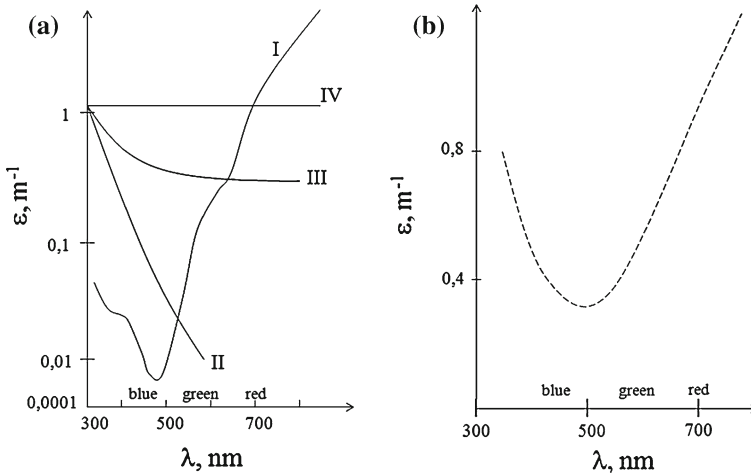 (a)
I
IV
1
III
ε, m⁻¹
0,1
II
0,01
blue green red
0,0001
300 500 600 700
λ, nm
(b)
0,8
ε, m⁻¹
0,4
blue green red
300 500 700
λ, nm